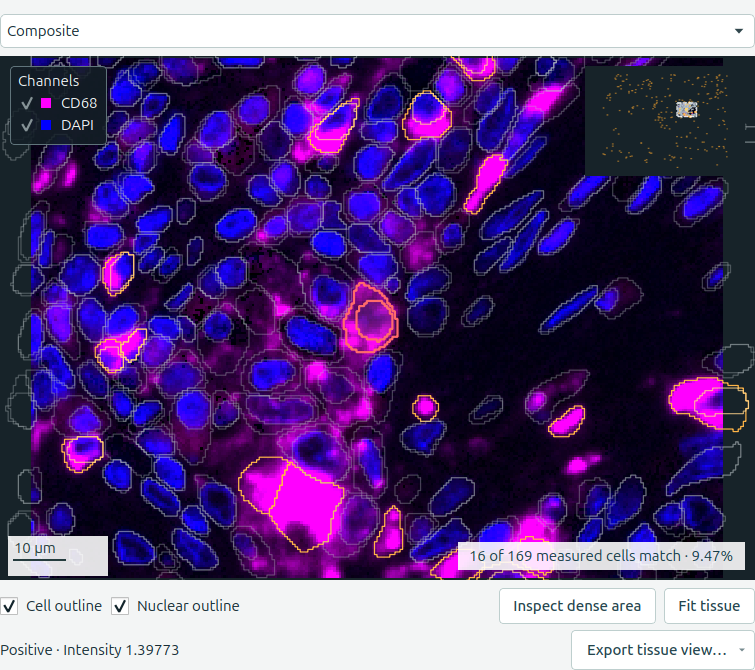 Composite
Channels
CD68
DAPI
10 µm
16 of 169 measured cells match · 9.47%
Cell outline
Nuclear outline
Inspect dense area
Fit tissue
Positive · Intensity 1.39773
Export tissue view…